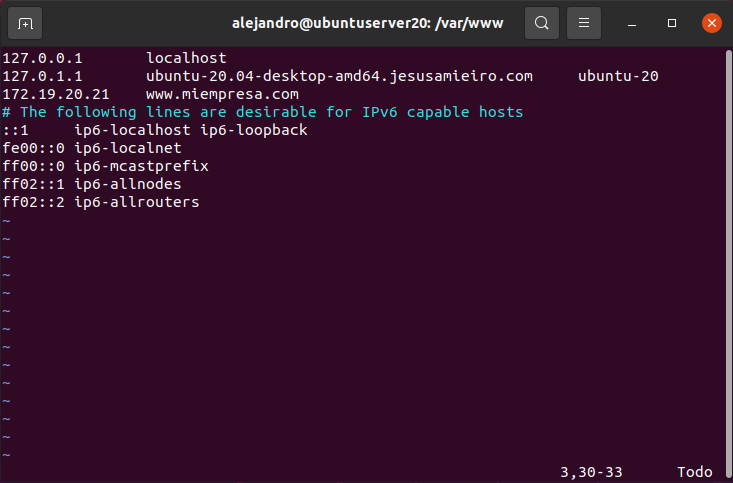 alejandro@ubuntuserver20: /var/www
127.0.0.1       localhost
127.0.1.1       ubuntu-20.04-desktop-amd64.jesusamieiro.com     ubuntu-20
172.19.20.21    www.miempresa.com
# The following lines are desirable for IPv6 capable hosts
::1     ip6-localhost ip6-loopback
fe00::0 ip6-localnet
ff00::0 ip6-mcastprefix
ff02::1 ip6-allnodes
ff02::2 ip6-allrouters
~
~
~
~
~
~
~
~
~
~
~
~
~
~
3,30-33      Todo